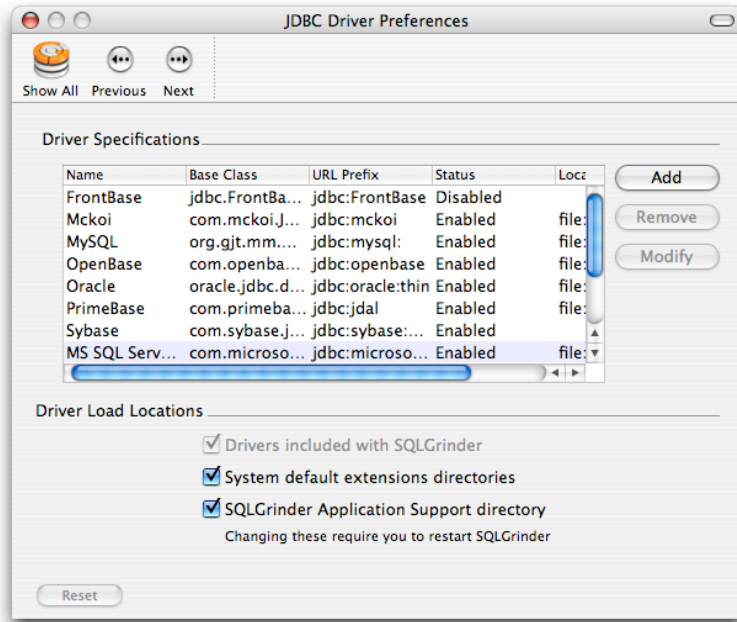 JDBC Driver Preferences
Show All Previous Next
Driver Specifications
Name Base Class URL Prefix Status Loca
FrontBase jdbc.FrontBa... jdbc:FrontBase Disabled
Mckoi com.mckoi.J... jdbc:mckoi Enabled file:
MySQL org.gjt.mm.... jdbc:mysql: Enabled file:
OpenBase com.openba... jdbc:openbase Enabled file:
Oracle oracle.jdbc.d... jdbc:oracle:thin Enabled file:
PrimeBase com.primeba... jdbc:jdal Enabled file:
Sybase com.sybase.j... jdbc:sybase:... Enabled
MS SQL Serv... com.microso... jdbc:microso... Enabled file:
Add
Remove
Modify
Driver Load Locations
Drivers included with SQLGrinder
System default extensions directories
SQLGrinder Application Support directory
Changing these require you to restart SQLGrinder
Reset